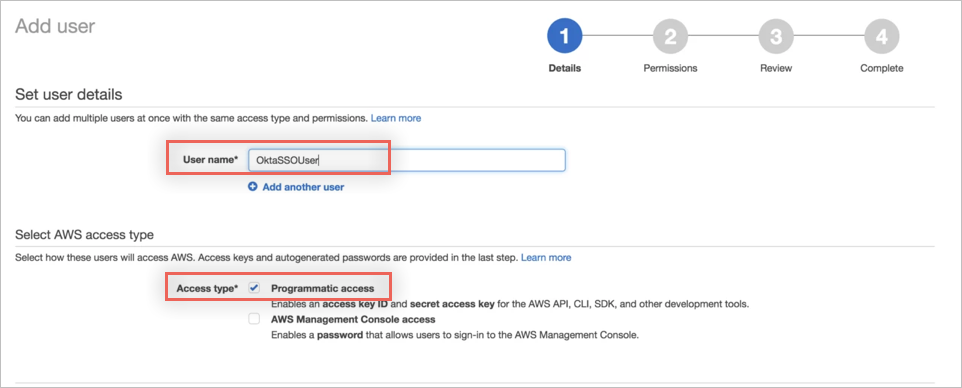 Add user
1 2 3 4
Details Permissions Review Complete
Set user details
You can add multiple users at once with the same access type and permissions. Learn more
User name* OktaSSOUser
Add another user
Select AWS access type
Select how these users will access AWS. Access keys and autogenerated passwords are provided in the last step. Learn more
Access type* Programmatic access
Enables an access key ID and secret access key for the AWS API, CLI, SDK, and other development tools.
AWS Management Console access
Enables a password that allows users to sign-in to the AWS Management Console.